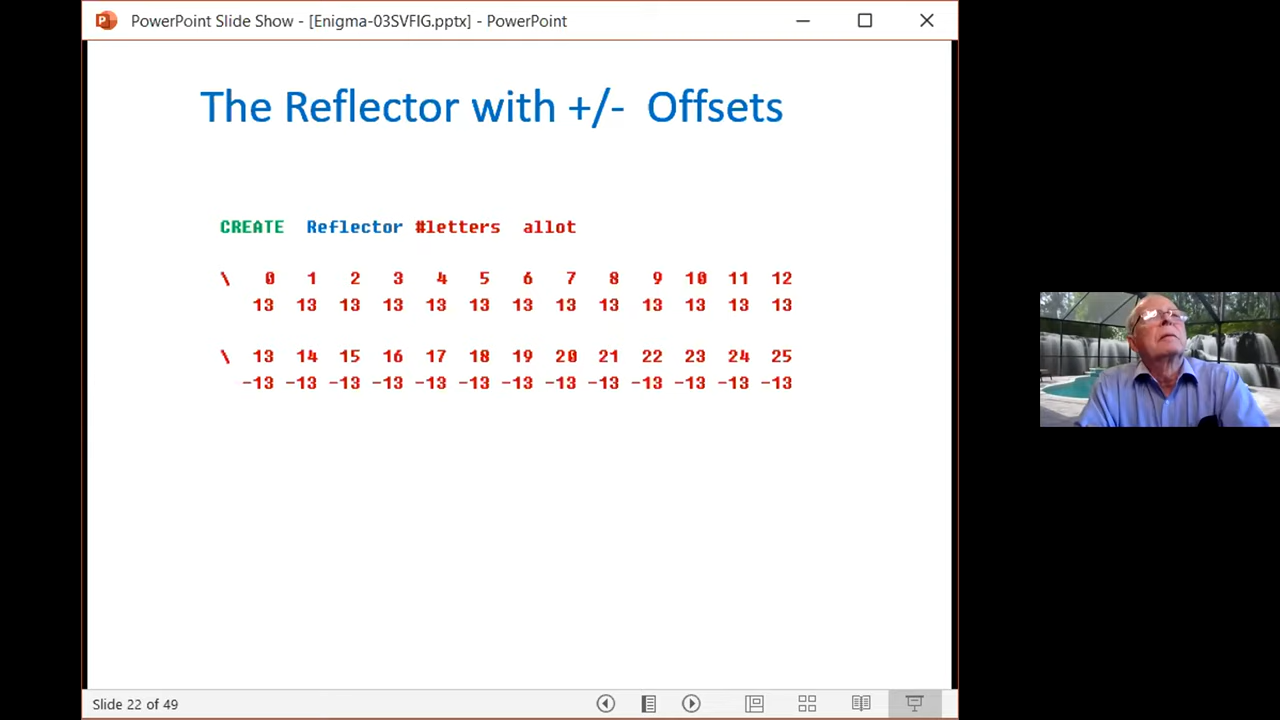 PowerPoint Slide Show - [Enigma-03SVFIG.pptx] - PowerPoint
The Reflector with +/- Offsets
CREATE Reflector #letters allot
\ 0 1 2 3 4 5 6 7 8 9 10 11 12
13 13 13 13 13 13 13 13 13 13 13 13 13
\ 13 14 15 16 17 18 19 20 21 22 23 24 25
-13 -13 -13 -13 -13 -13 -13 -13 -13 -13 -13 -13 -13
Slide 22 of 49